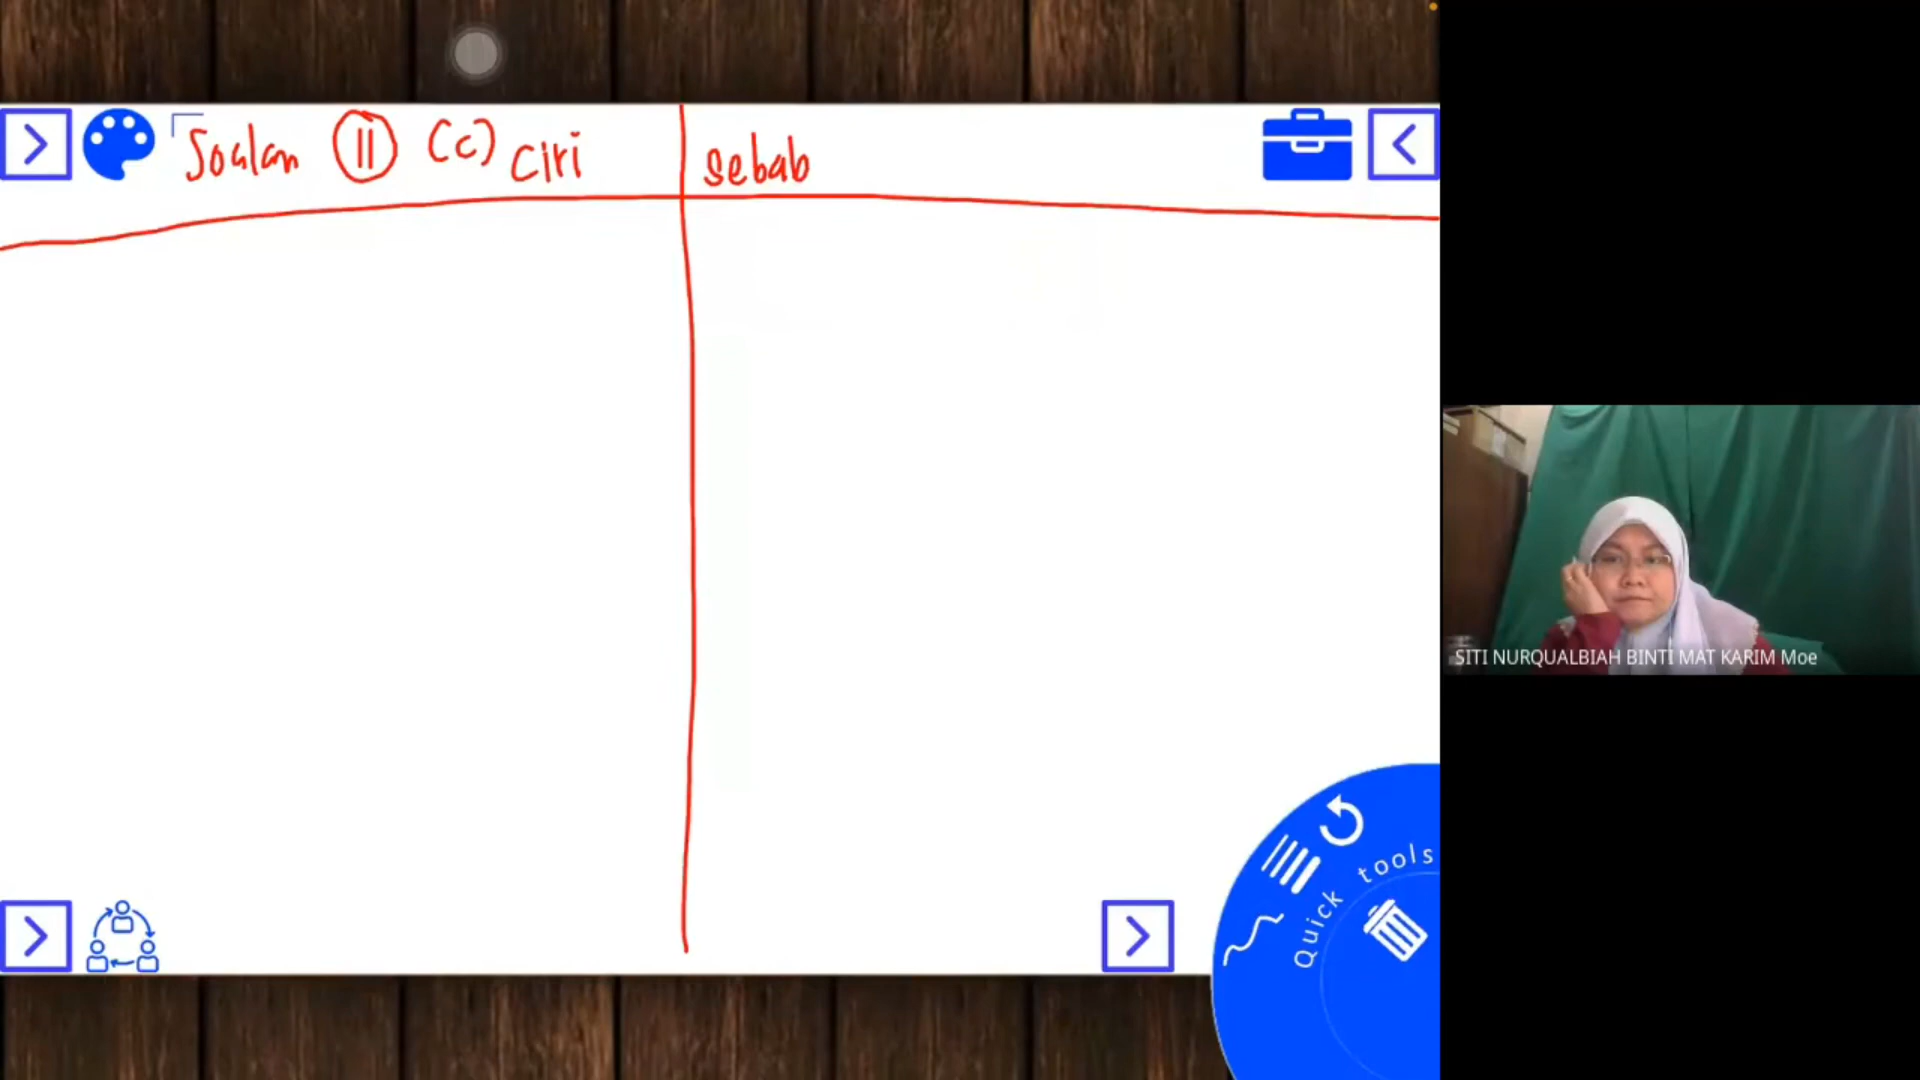 Soalan 11 (c) Ciri
Sebab
SITI NURQUALBIAH BINTI MAT KARIM Moe
Quick tools